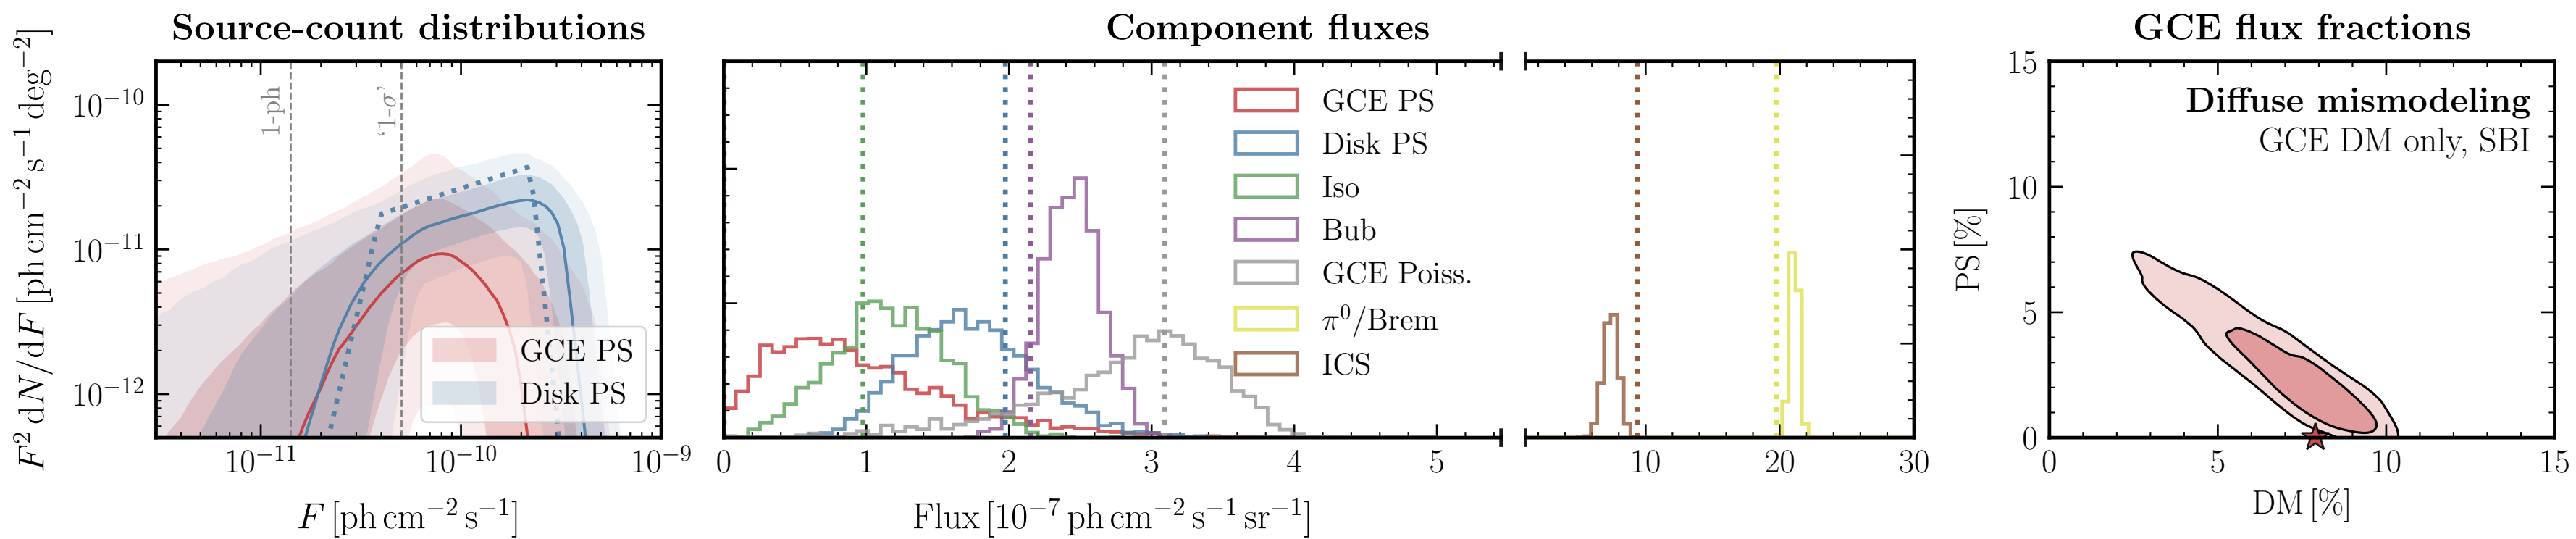 Source-count distributions
F² dN/dF [ph cm⁻² s⁻¹ deg⁻²]
10⁻¹⁰
10⁻¹¹
10⁻¹²
1-ph
‘1-σ’
GCE PS
Disk PS
10⁻¹¹ 10⁻¹⁰ 10⁻⁹
F [ph cm⁻² s⁻¹]
Component fluxes
GCE PS
Disk PS
Iso
Bub
GCE Poiss.
π⁰/Brem
ICS
0 1 2 3 4 5 10 20 30
Flux [10⁻⁷ ph cm⁻² s⁻¹ sr⁻¹]
GCE flux fractions
Diffuse mismodeling
GCE DM only, SBI
PS [%]
15
10
5
0
0 5 10 15
DM [%]